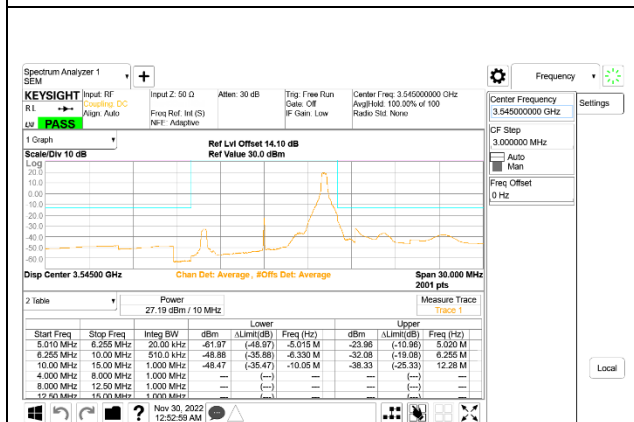 Spectrum Analyzer 1
SEM
+
Frequency
KEYSIGHT
RL
PASS
Input: RF
Coupling: DC
Align: Auto
Input Z: 50 Ω
Freq Ref: Int (S)
NFE: Adaptive
Atten: 30 dB
Trig: Free Run
Gate: Off
IF Gain: Low
Center Freq: 3.545000000 GHz
Avg|Hold: 100.00% of 100
Radio Std: None
Center Frequency
3.545000000 GHz
Settings
CF Step
3.000000 MHz
Auto
Man
Freq Offset
0 Hz
1 Graph
Scale/Div 10 dB
Ref Lvl Offset 14.10 dB
Ref Value 30.0 dBm
Log
20.0
10.0
0.00
-10.0
-20.0
-30.0
-40.0
-50.0
-60.0
Disp Center 3.54500 GHz
Chan Det: Average, #Offs Det: Average
Span 30.000 MHz
2001 pts
2 Table
Power
27.19 dBm / 10 MHz
Measure Trace
Trace 1
Lower Upper
Start Freq Stop Freq Integ BW dBm ΔLimit(dB) Freq (Hz) dBm ΔLimit(dB) Freq (Hz)
5.010 MHz 6.255 MHz 20.00 kHz -61.97 (-48.97) -5.015 M -23.96 (-10.96) 5.020 M
6.255 MHz 10.00 MHz 510.0 kHz -48.88 (-35.88) -6.330 M -32.08 (-19.08) 6.255 M
10.00 MHz 15.00 MHz 1.000 MHz -48.47 (-35.47) -10.05 M -38.33 (-25.33) 12.28 M
4.000 MHz 8.000 MHz 1.000 MHz --- (---) --- --- (---) ---
8.000 MHz 12.50 MHz 1.000 MHz --- (---) --- --- (---) ---
12.50 MHz 15.00 MHz 1.000 MHz --- (---) --- --- (---) ---
Local
?
Nov 30, 2022
12:52:59 AM